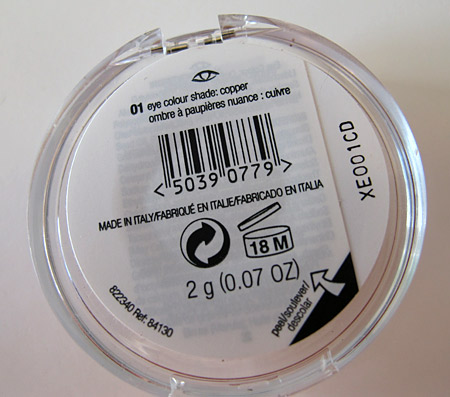 01 eye colour shade: copper
ombre à paupières nuance : cuivre
<5039 0779>
XE001CD
MADE IN ITALY/FABRIQUÉ EN ITALIE/FABRICADO EN ITALIA
18 M
2 g (0.07 OZ)
822340 Ref: 84130
peel/soulever/
descolar